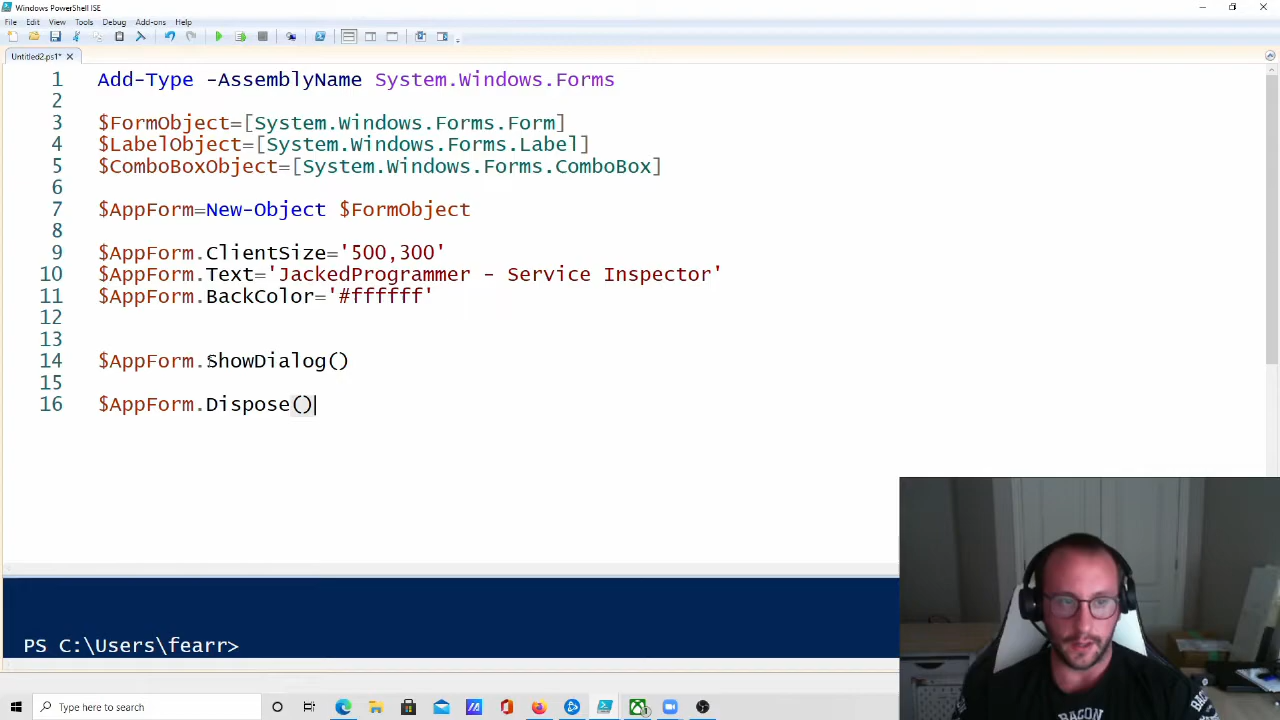 Windows PowerShell ISE
File Edit View Tools Debug Add-ons Help
Untitled2.ps1*
1 Add-Type -AssemblyName System.Windows.Forms
2
3 $FormObject=[System.Windows.Forms.Form]
4 $LabelObject=[System.Windows.Forms.Label]
5 $ComboBoxObject=[System.Windows.Forms.ComboBox]
6
7 $AppForm=New-Object $FormObject
8
9 $AppForm.ClientSize='500,300'
10 $AppForm.Text='JackedProgrammer - Service Inspector'
11 $AppForm.BackColor='#ffffff'
12
13
14 $AppForm.ShowDialog()
15
16 $AppForm.Dispose()
PS C:\Users\fearr>
BACON
Type here to search